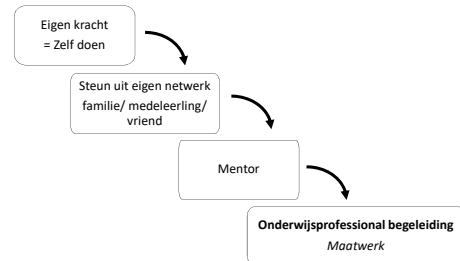 Eigen kracht
= Zelf doen
Steun uit eigen netwerk
familie/ medeleerling/
vriend
Mentor
Onderwijsprofessional begeleiding
Maatwerk